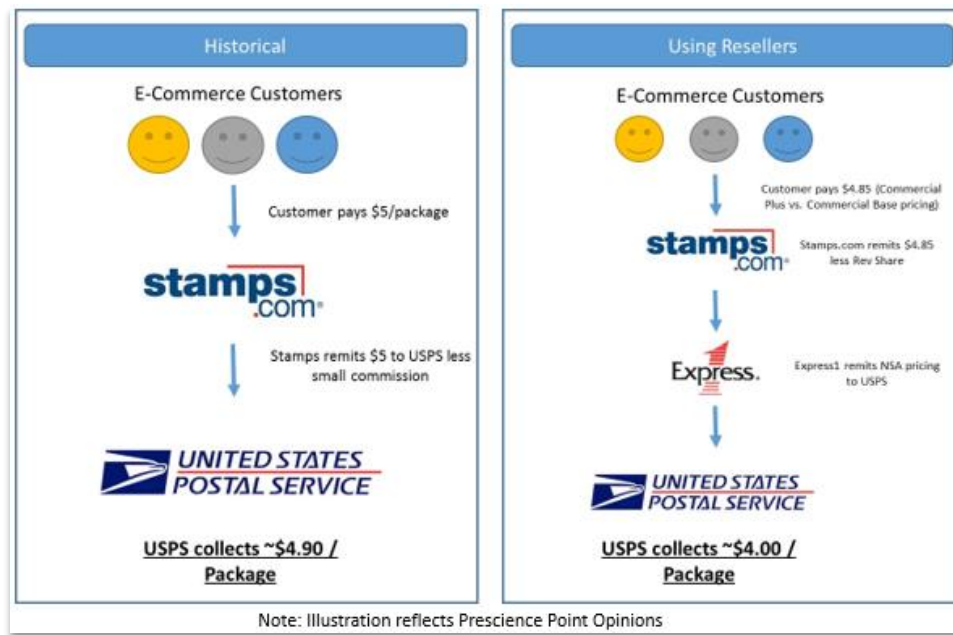 Historical
E-Commerce Customers
Customer pays $5/package
stamps
.com®
Stamps remits $5 to USPS less
small commission
UNITED STATES
POSTAL SERVICE
USPS collects ~$4.90 /
Package
Using Resellers
E-Commerce Customers
Customer pays $4.85 (Commercial
Plus vs. Commercial Base pricing)
stamps
.com®
Stamps.com remits $4.85
less Rev Share
Express1.
Express1 remits NSA pricing
to USPS
UNITED STATES
POSTAL SERVICE
USPS collects ~$4.00 /
Package
Note: Illustration reflects Prescience Point Opinions